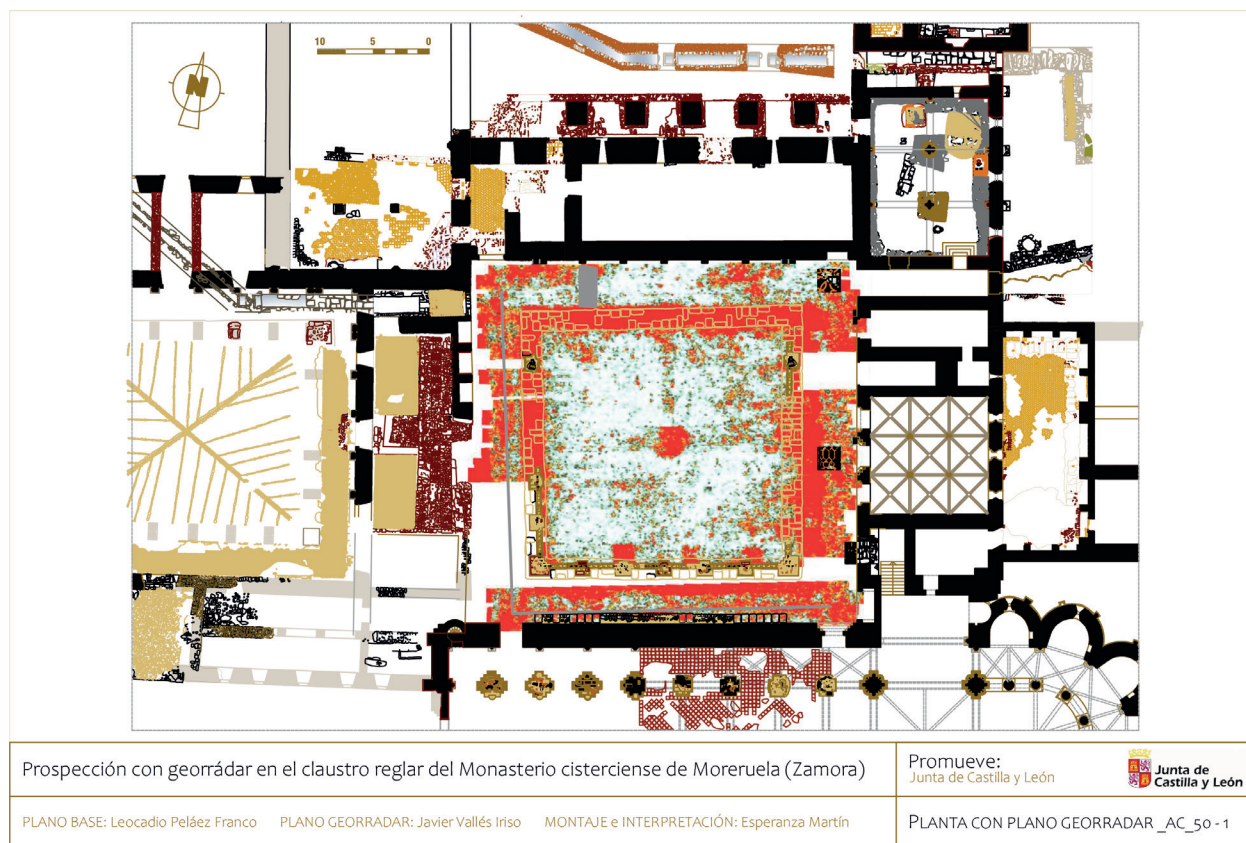 10 5 0
N
Prospección con georrádar en el claustro reglar del Monasterio cisterciense de Moreruela (Zamora)
Promueve:
Junta de Castilla y León
Junta de
Castilla y León
PLANO BASE: Leocadio Peláez Franco PLANO GEORRADAR: Javier Vallés Iriso MONTAJE e INTERPRETACIÓN: Esperanza Martín
PLANTA CON PLANO GEORRADAR _AC_50 - 1